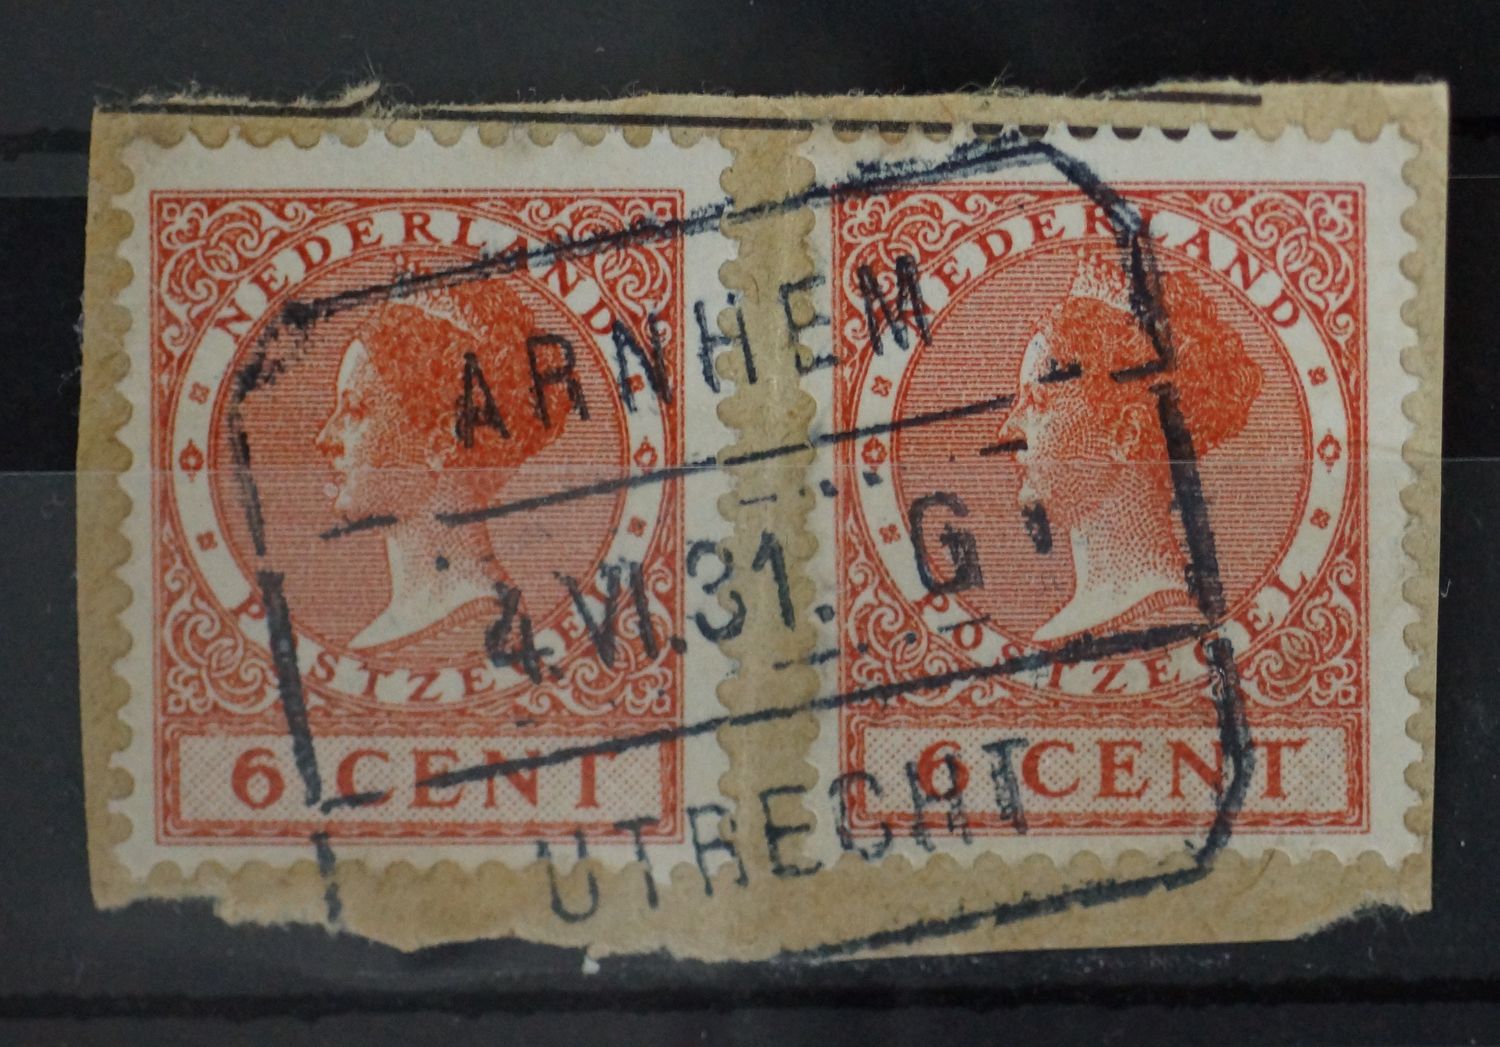 NEDERLAND
POSTZEGEL
6 CENT
NEDERLAND
POSTZEGEL
6 CENT
ARNHEM
4.VI.31. G
UTRECHT